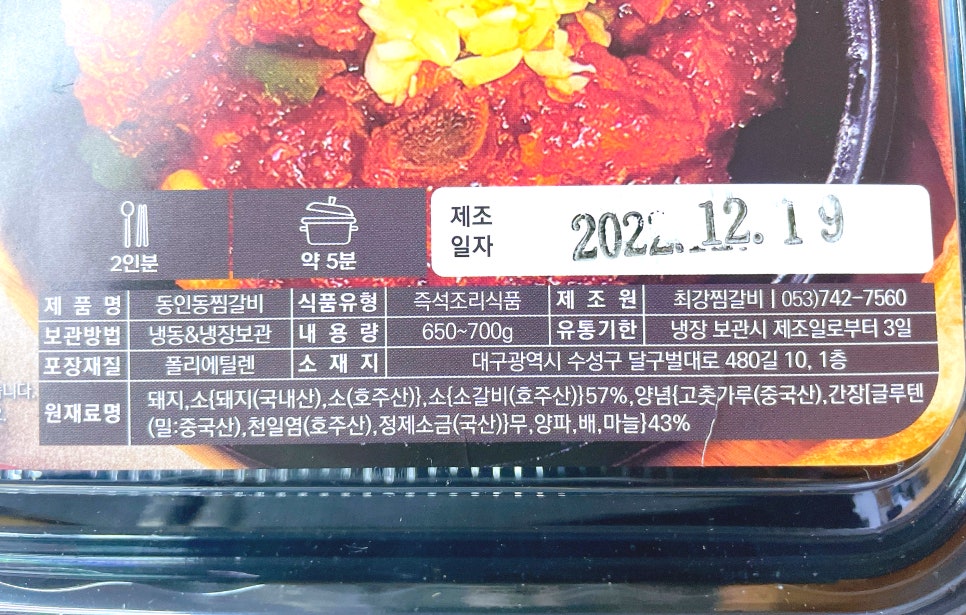 2인분
약 5분
제조
일자
2022.12.19
제품명 동인동찜갈비 식품유형 즉석조리식품 제조원 최강찜갈비 | 053)742-7560
보관방법 냉동&냉장보관 내용량 650~700g 유통기한 냉장 보관시 제조일로부터 3일
포장재질 폴리에틸렌 소재지 대구광역시 수성구 달구벌대로 480길 10, 1층
원재료명 돼지,소{돼지(국내산),소(호주산)},소{소갈비(호주산)}57%,양념{고춧가루(중국산),간장[글루텐
(밀:중국산),천일염(호주산),정제소금(국산)}무,양파,배,마늘}43%